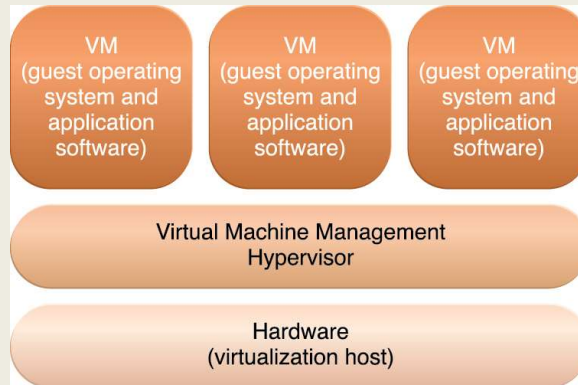 VM
(guest operating
system and
application
software)
VM
(guest operating
system and
application
software)
VM
(guest operating
system and
application
software)
Virtual Machine Management
Hypervisor
Hardware
(virtualization host)